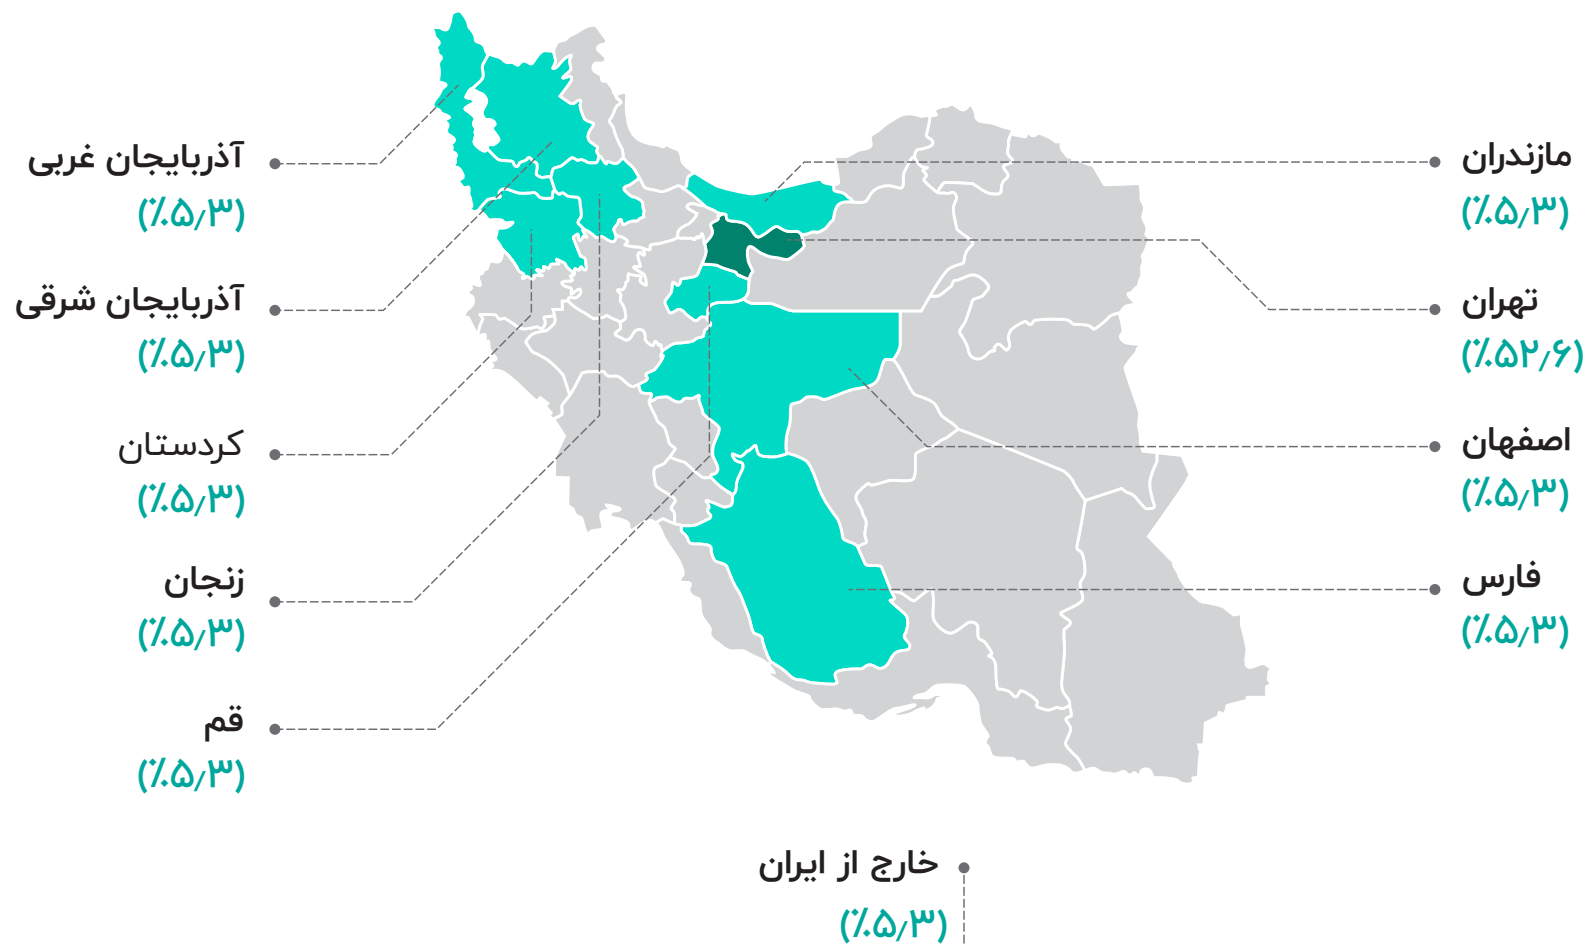 مازندران
(٪۵٫۳)
تهران
(٪۵۲٫۶)
اصفهان
(٪۵٫۳)
فارس
(٪۵٫۳)
آذربایجان غربی
(٪۵٫۳)
آذربایجان شرقی
(٪۵٫۳)
کردستان
(٪۵٫۳)
زنجان
(٪۵٫۳)
قم
(٪۵٫۳)
خارج از ایران
(٪۵٫۳)